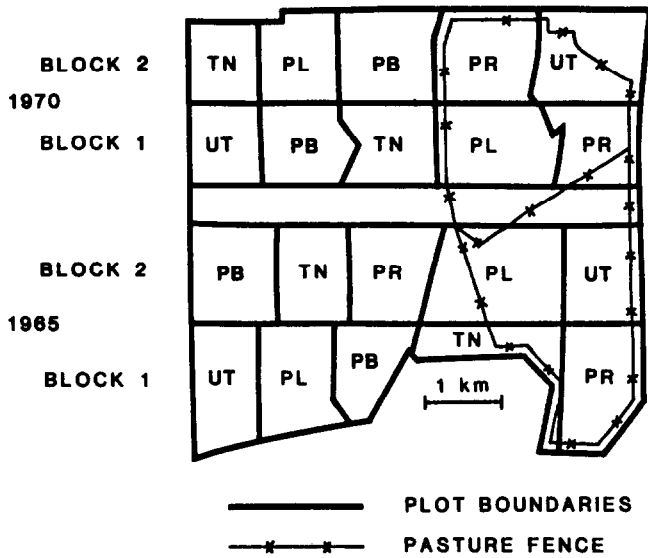 BLOCK 2 TN PL PB PR UT
1970
BLOCK 1 UT PB TN PL PR
BLOCK 2 PB TN PR PL UT
1965
TN
BLOCK 1 UT PL PB PR
1 km
PLOT BOUNDARIES
PASTURE FENCE